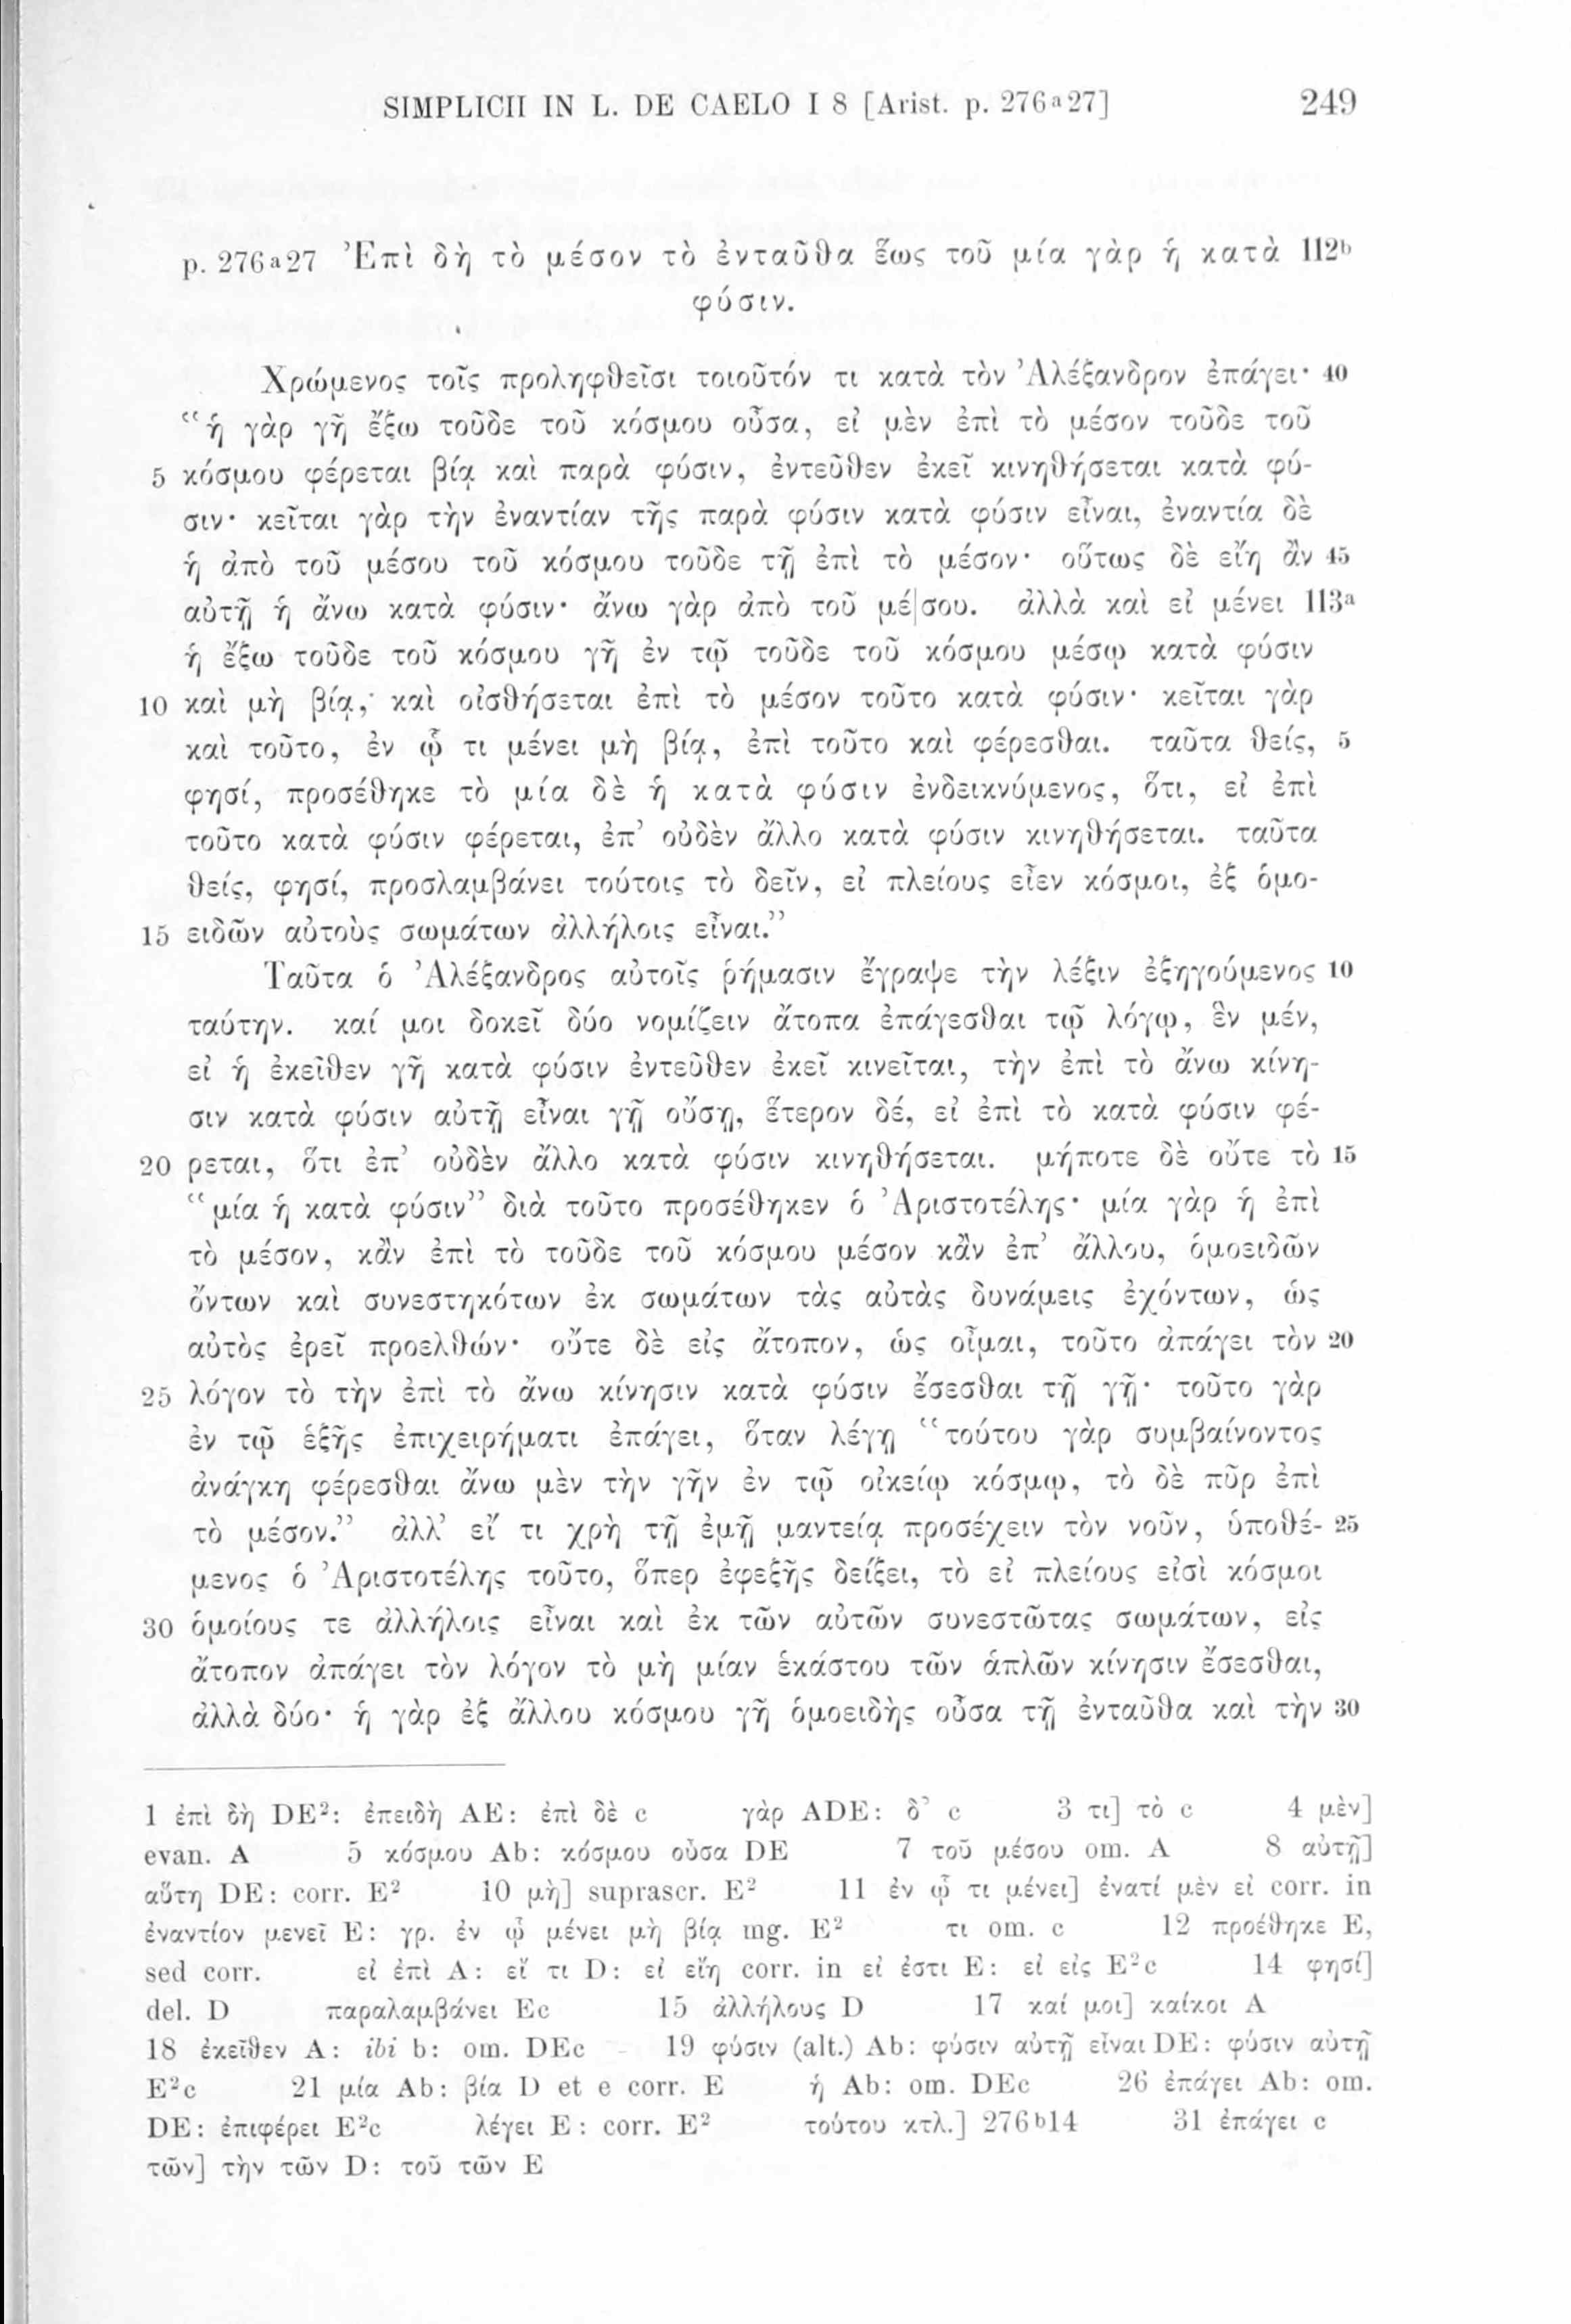 SIMPLICII IN L. DE CAELO I 8 [Arist. p. 276a27] 249
p. 276a27 Ἐπὶ δὴ τὸ μέσον τὸ ἐνταῦθα ἕως τοῦ μία γὰρ ἡ κατὰ 112b
φύσιν.
Χρώμενος τοῖς προληφθεῖσι τοιοῦτόν τι κατὰ τὸν Ἀλέξανδρον ἐπάγει· 40
“ἡ γὰρ γῆ ἔξω τοῦδε τοῦ κόσμου οὖσα, εἰ μὲν ἐπὶ τὸ μέσον τοῦδε τοῦ
5 κόσμου φέρεται βίᾳ καὶ παρὰ φύσιν, ἐντεῦθεν ἐκεῖ κινηθήσεται κατὰ φύ-
σιν· κεῖται γὰρ τὴν ἐναντίαν τῆς παρὰ φύσιν κατὰ φύσιν εἶναι, ἐναντία δὲ
ἡ ἀπὸ τοῦ μέσου τοῦ κόσμου τοῦδε τῇ ἐπὶ τὸ μέσον· οὕτως δὲ εἴη ἂν 45
αὐτῇ ἡ ἄνω κατὰ φύσιν· ἄνω γὰρ ἀπὸ τοῦ μέ|σου. ἀλλὰ καὶ εἰ μένει 113a
ἡ ἔξω τοῦδε τοῦ κόσμου γῆ ἐν τῷ τοῦδε τοῦ κόσμου μέσῳ κατὰ φύσιν
10 καὶ μὴ βίᾳ, καὶ οἰσθήσεται ἐπὶ τὸ μέσον τοῦτο κατὰ φύσιν· κεῖται γὰρ
καὶ τοῦτο, ἐν ᾧ τι μένει μὴ βίᾳ, ἐπὶ τοῦτο καὶ φέρεσθαι. ταῦτα θείς, 5
φησί, προσέθηκε τὸ μία δὲ ἡ κατὰ φύσιν ἐνδεικνύμενος, ὅτι, εἰ ἐπὶ
τοῦτο κατὰ φύσιν φέρεται, ἐπ’ οὐδὲν ἄλλο κατὰ φύσιν κινηθήσεται. ταῦτα
θείς, φησί, προσλαμβάνει τούτοις τὸ δεῖν, εἰ πλείους εἶεν κόσμοι, ἐξ ὁμο-
15 ειδῶν αὐτοὺς σωμάτων ἀλλήλοις εἶναι.”
Ταῦτα ὁ Ἀλέξανδρος αὐτοῖς ῥήμασιν ἔγραψε τὴν λέξιν ἐξηγούμενος 10
ταύτην. καί μοι δοκεῖ δύο νομίζειν ἄτοπα ἐπάγεσθαι τῷ λόγῳ, ἓν μέν,
εἰ ἡ ἐκεῖθεν γῆ κατὰ φύσιν ἐντεῦθεν ἐκεῖ κινεῖται, τὴν ἐπὶ τὸ ἄνω κίνη-
σιν κατὰ φύσιν αὐτῇ εἶναι γῇ οὔσῃ, ἕτερον δέ, εἰ ἐπὶ τὸ κατὰ φύσιν φέ-
20 ρεται, ὅτι ἐπ’ οὐδὲν ἄλλο κατὰ φύσιν κινηθήσεται. μήποτε δὲ οὔτε τὸ 15
“μία ἡ κατὰ φύσιν” διὰ τοῦτο προσέθηκεν ὁ Ἀριστοτέλης· μία γὰρ ἡ ἐπὶ
τὸ μέσον, κἂν ἐπὶ τὸ τοῦδε τοῦ κόσμου μέσον κἂν ἐπ’ ἄλλου, ὁμοειδῶν
ὄντων καὶ συνεστηκότων ἐκ σωμάτων τὰς αὐτὰς δυνάμεις ἐχόντων, ὡς
αὐτὸς ἐρεῖ προελθών· οὔτε δὲ εἰς ἄτοπον, ὡς οἶμαι, τοῦτο ἀπάγει τὸν 20
25 λόγον τὸ τὴν ἐπὶ τὸ ἄνω κίνησιν κατὰ φύσιν ἔσεσθαι τῇ γῇ· τοῦτο γὰρ
ἐν τῷ ἑξῆς ἐπιχειρήματι ἐπάγει, ὅταν λέγῃ “τούτου γὰρ συμβαίνοντος
ἀνάγκη φέρεσθαι ἄνω μὲν τὴν γῆν ἐν τῷ οἰκείῳ κόσμῳ, τὸ δὲ πῦρ ἐπὶ
τὸ μέσον.” ἀλλ’ εἴ τι χρὴ τῇ ἐμῇ μαντείᾳ προσέχειν τὸν νοῦν, ὑποθέ- 25
μενος ὁ Ἀριστοτέλης τοῦτο, ὅπερ ἐφεξῆς δείξει, τὸ εἰ πλείους εἰσὶ κόσμοι
30 ὁμοίους τε ἀλλήλοις εἶναι καὶ ἐκ τῶν αὐτῶν συνεστῶτας σωμάτων, εἰς
ἄτοπον ἀπάγει τὸν λόγον τὸ μὴ μίαν ἑκάστου τῶν ἁπλῶν κίνησιν ἔσεσθαι,
ἀλλὰ δύο· ἡ γὰρ ἐξ ἄλλου κόσμου γῆ ὁμοειδὴς οὖσα τῇ ἐνταῦθα καὶ τὴν 30
1 ἐπὶ δὴ DE²: ἐπειδὴ AE: ἐπὶ δὲ c γὰρ ADE: δ’ c 3 τι] τὸ c 4 μὲν]
evan. A 5 κόσμου Ab: κόσμου οὖσα DE 7 τοῦ μέσου om. A 8 αὐτῇ]
αὕτη DE: corr. E² 10 μὴ] suprascr. E² 11 ἐν ᾧ τι μένει] ἐνατί μὲν εἰ corr. in
ἐναντίον μενεῖ E: γρ. ἐν ᾧ μένει μὴ βίᾳ mg. E² τι om. c 12 προέθηκε E,
sed corr. εἰ ἐπὶ A: εἴ τι D: εἰ εἴη corr. in εἰ ἐστι E: εἰ εἰς E²c 14 φησί]
del. D παραλαμβάνει Ec 15 ἀλλήλους D 17 καί μοι] καίκοι A
18 ἐκεῖθεν A: ibi b: om. DEc 19 φύσιν (alt.) Ab: φύσιν αὐτῇ εἶναι DE: φύσιν αὐτῇ
E²c 21 μία Ab: βία D et e corr. E ἡ Ab: om. DEc 26 ἐπάγει Ab: om.
DE: ἐπιφέρει E²c λέγει E: corr. E² τούτου κτλ.] 276b14 31 ἐπάγει c
τῶν] τὴν τῶν D: τοῦ τῶν E